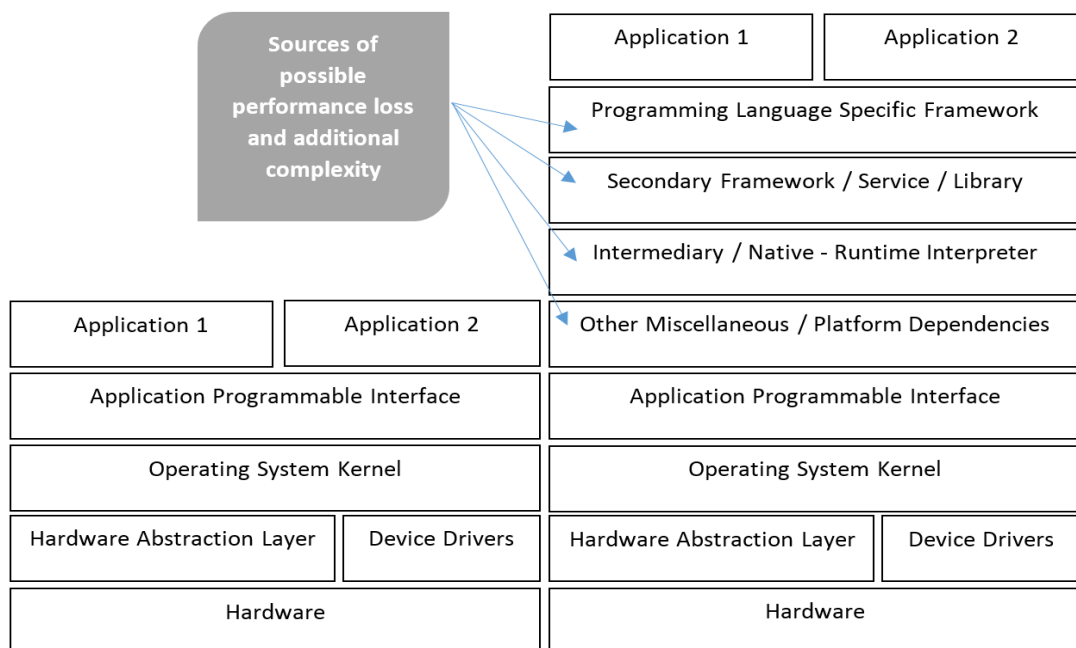 Sources of
possible
performance loss
and additional
complexity
Application 1
Application 2
Programming Language Specific Framework
Secondary Framework / Service / Library
Intermediary / Native - Runtime Interpreter
Other Miscellaneous / Platform Dependencies
Application Programmable Interface
Operating System Kernel
Hardware Abstraction Layer
Device Drivers
Hardware
Application 1
Application 2
Application Programmable Interface
Operating System Kernel
Hardware Abstraction Layer
Device Drivers
Hardware